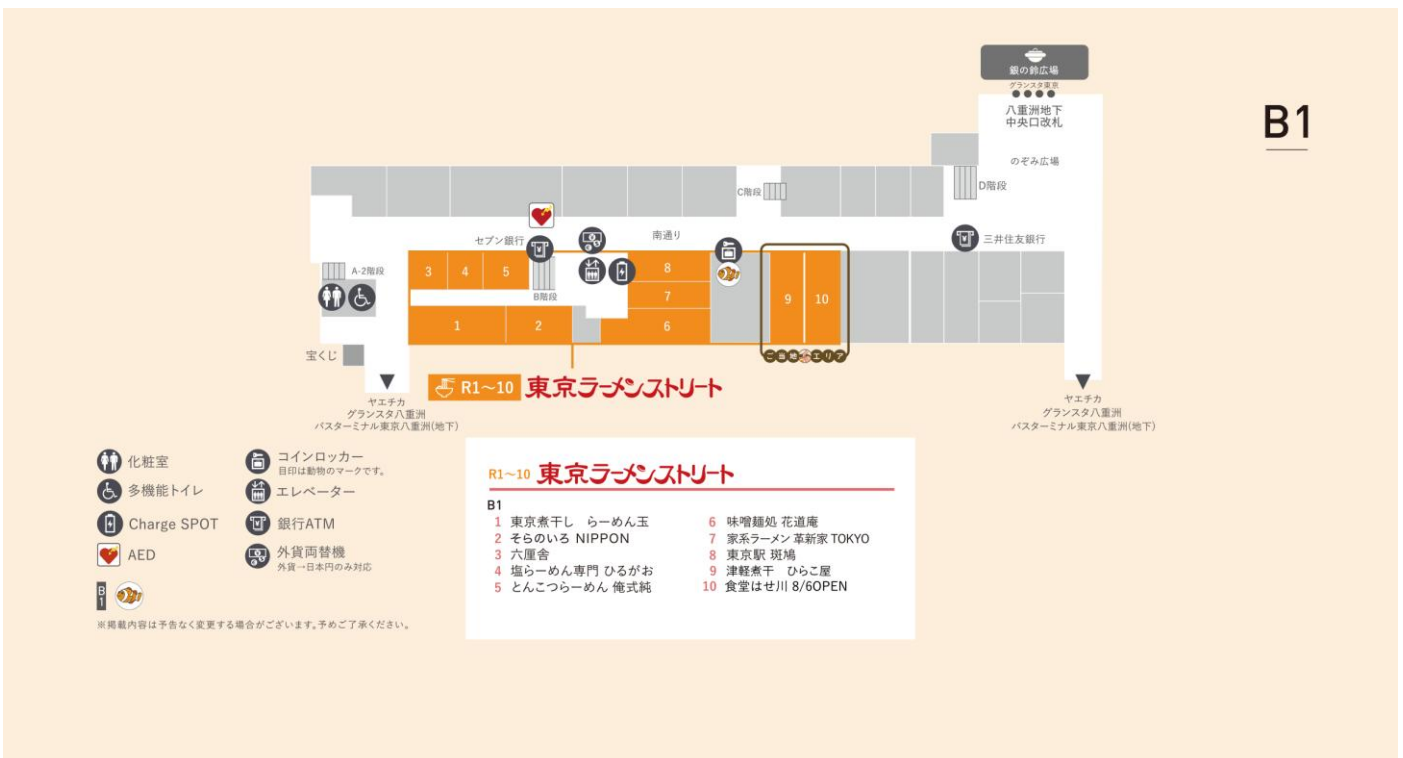 銀の鈴広場
グランスタ東京
八重洲地下
中央口改札
B1
のぞみ広場
C階段
D階段
セブン銀行
南通り
三井住友銀行
A-2階段
3
4
5
8
B階段
7
9
10
1
2
6
宝くじ
ご当地エリア
R1〜10 東京ラーメンストリート
ヤエチカ
グランスタ八重洲
バスターミナル東京八重洲(地下)
ヤエチカ
グランスタ八重洲
バスターミナル東京八重洲(地下)
化粧室
多機能トイレ
Charge SPOT
AED
B1
コインロッカー
目印は動物のマークです。
エレベーター
銀行ATM
外貨両替機
外貨→日本円のみ対応
※掲載内容は予告なく変更する場合がございます。予めご了承ください。
R1〜10 東京ラーメンストリート
B1
1 東京煮干し らーめん玉
2 そらのいろ NIPPON
3 六厘舎
4 塩らーめん専門 ひるがお
5 とんこつらーめん 俺式純
6 味噌麺処 花道庵
7 家系ラーメン 革新家 TOKYO
8 東京駅 斑鳩
9 津軽煮干 ひらこ屋
10 食堂はせ川 8/6OPEN